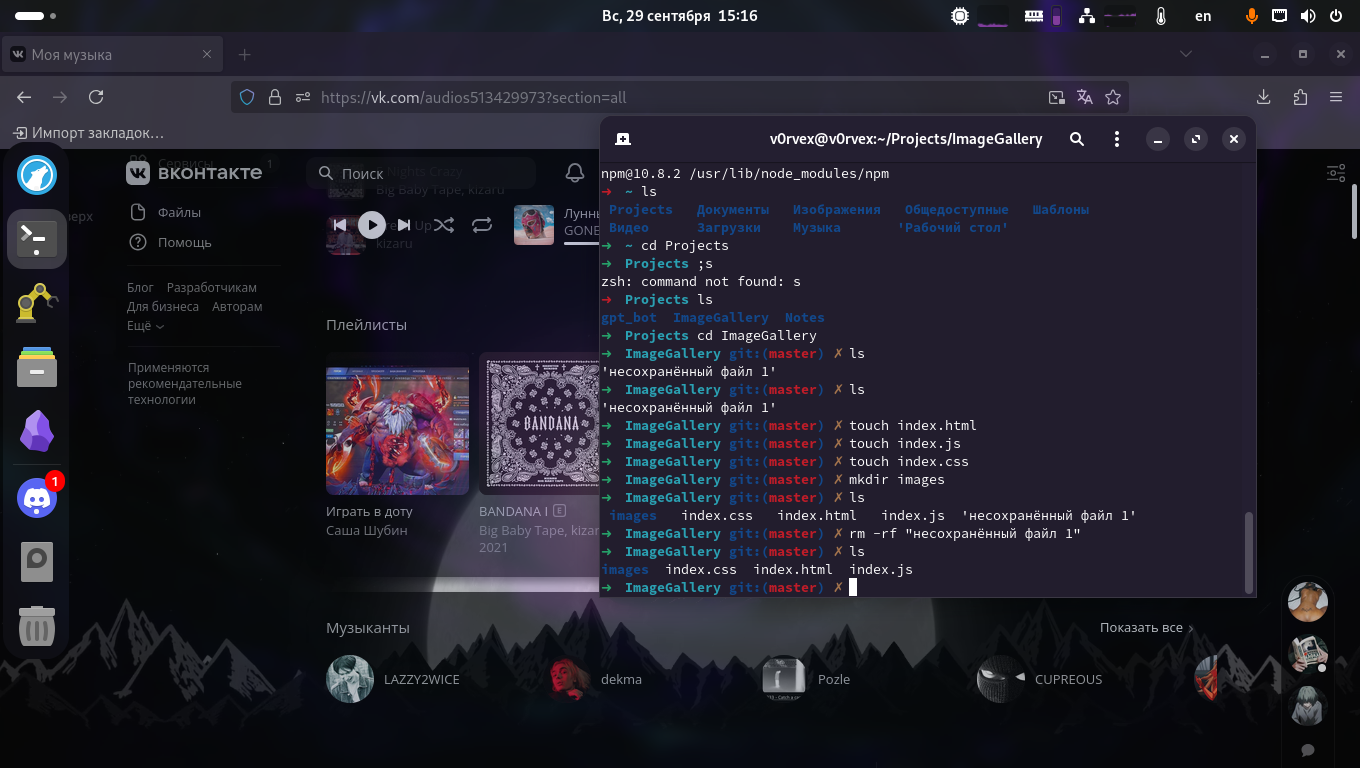 Вс, 29 сентября 15:16
en
Моя музыка
https://vk.com/audios513429973?section=all
Импорт закладок…
v0rvex@v0rvex:~/Projects/ImageGallery
npm@10.8.2 /usr/lib/node_modules/npm
➜ ~ ls
Projects Документы Изображения Общедоступные Шаблоны
Видео Загрузки Музыка 'Рабочий стол'
➜ ~ cd Projects
➜ Projects ;s
zsh: command not found: s
➜ Projects ls
gpt_bot ImageGallery Notes
➜ Projects cd ImageGallery
➜ ImageGallery git:(master) ✗ ls
'несохранённый файл 1'
➜ ImageGallery git:(master) ✗ ls
'несохранённый файл 1'
➜ ImageGallery git:(master) ✗ touch index.html
➜ ImageGallery git:(master) ✗ touch index.js
➜ ImageGallery git:(master) ✗ touch index.css
➜ ImageGallery git:(master) ✗ mkdir images
➜ ImageGallery git:(master) ✗ ls
images index.css index.html index.js 'несохранённый файл 1'
➜ ImageGallery git:(master) ✗ rm -rf "несохранённый файл 1"
➜ ImageGallery git:(master) ✗ ls
images index.css index.html index.js
➜ ImageGallery git:(master) ✗
Сервисы 1
вконтакте
Поиск
Nights Crazy
Big Baby Tape, kizaru
Файлы
Помощь
Up
kizaru
Лунн
GONE
Блог Разработчикам
Для бизнеса Авторам
Ещё
Применяются
рекомендательные
технологии
Плейлисты
BANDANA
Играть в доту
Саша Шубин
BANDANA I E
Big Baby Tape, kizar
2021
1
Музыканты
Показать все
LAZZY2WICE
dekma
Pozle
CUPREOUS